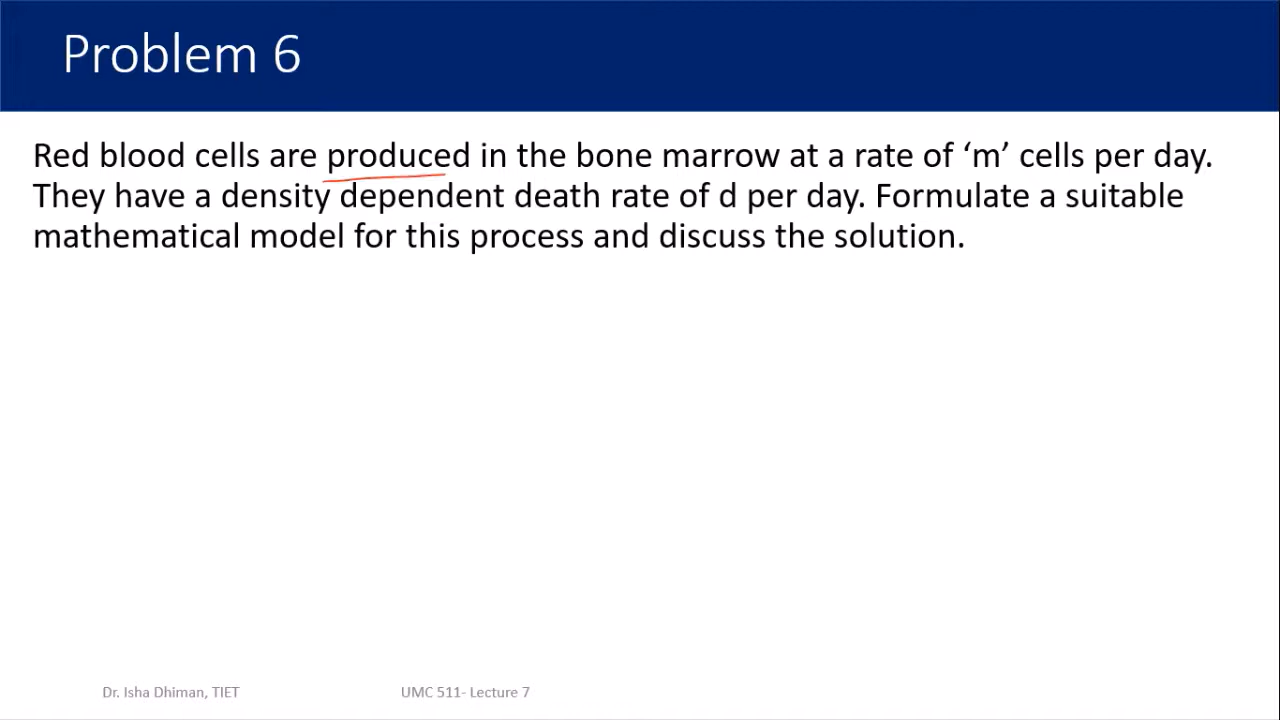 Problem 6
Red blood cells are produced in the bone marrow at a rate of ‘m’ cells per day.
They have a density dependent death rate of d per day. Formulate a suitable
mathematical model for this process and discuss the solution.
Dr. Isha Dhiman, TIET
UMC 511- Lecture 7